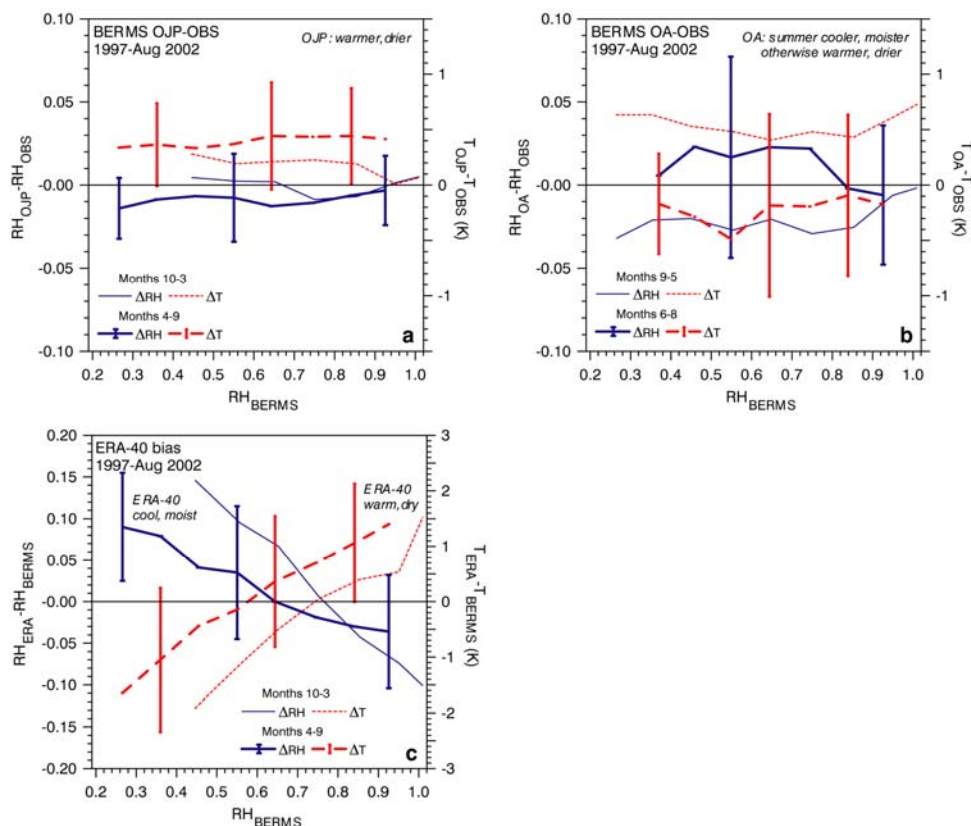 BERMS OJP-OBS
1997-Aug 2002
OJP : warmer,drier
0.10
0.05
-0.00
-0.05
-0.10
RH_OJP-RH_OBS
1
0
-1
T_OJP-T_OBS (K)
Months 10-3
ΔRH ΔT
Months 4-9
ΔRH ΔT
a
0.2 0.3 0.4 0.5 0.6 0.7 0.8 0.9 1.0
RH_BERMS
BERMS OA-OBS
1997-Aug 2002
OA: summer cooler, moister
otherwise warmer, drier
0.10
0.05
-0.00
-0.05
-0.10
RH_OA-RH_OBS
1
0
-1
T_OA-T_OBS (K)
Months 9-5
ΔRH ΔT
Months 6-8
ΔRH ΔT
b
0.2 0.3 0.4 0.5 0.6 0.7 0.8 0.9 1.0
RH_BERMS
ERA-40 bias
1997-Aug 2002
ERA-40
cool, moist
ERA-40
warm,dry
0.20
0.15
0.10
0.05
-0.00
-0.05
-0.10
-0.15
-0.20
RH_ERA-RH_BERMS
3
2
1
0
-1
-2
-3
T_ERA-T_BERMS (K)
Months 10-3
ΔRH ΔT
Months 4-9
ΔRH ΔT
c
0.2 0.3 0.4 0.5 0.6 0.7 0.8 0.9 1.0
RH_BERMS